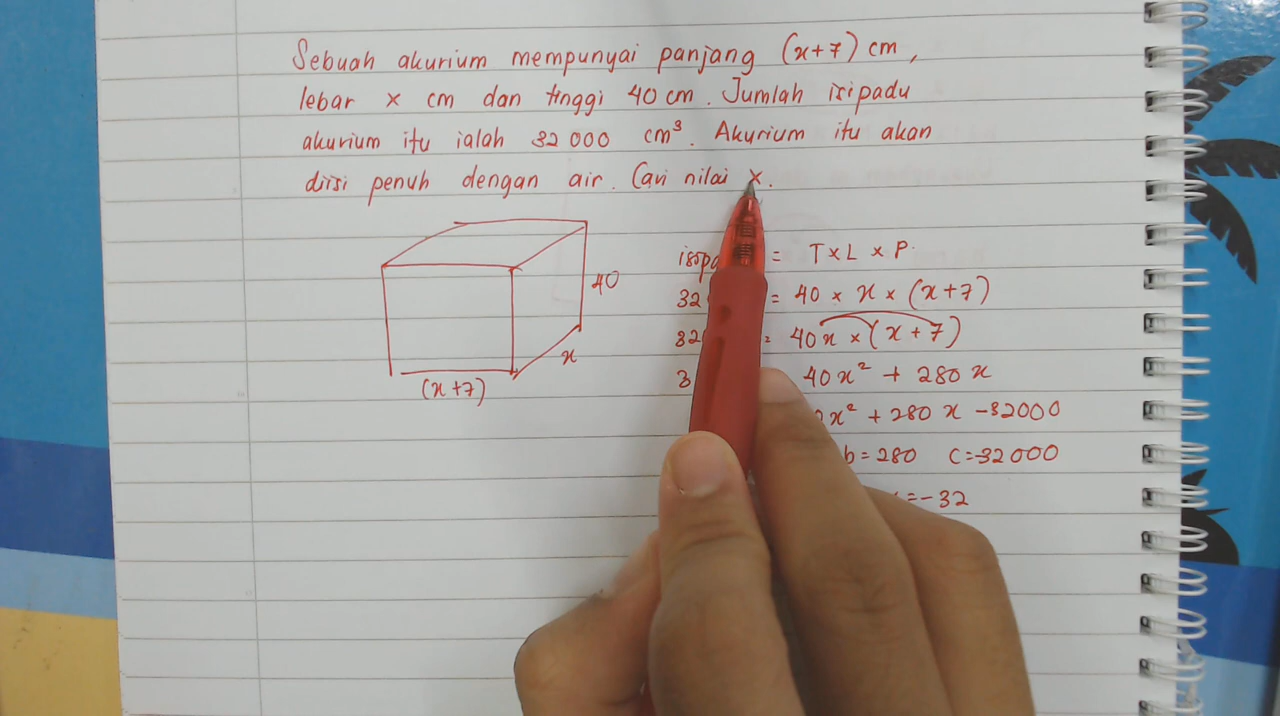 Sebuah akurium mempunyai panjang (x+7) cm,
lebar x cm dan tinggi 40 cm. Jumlah isipadu
akurium itu ialah 32 000 cm³. Akurium itu akan
diisi penuh dengan air. Cari nilai x.
40
x
(x+7)
= T x L x P.
= 40 x x x (x+7)
= 40x x (x + 7)
40x² + 280x
x² + 280x - 32000
b = 280 c = -32000
= -32